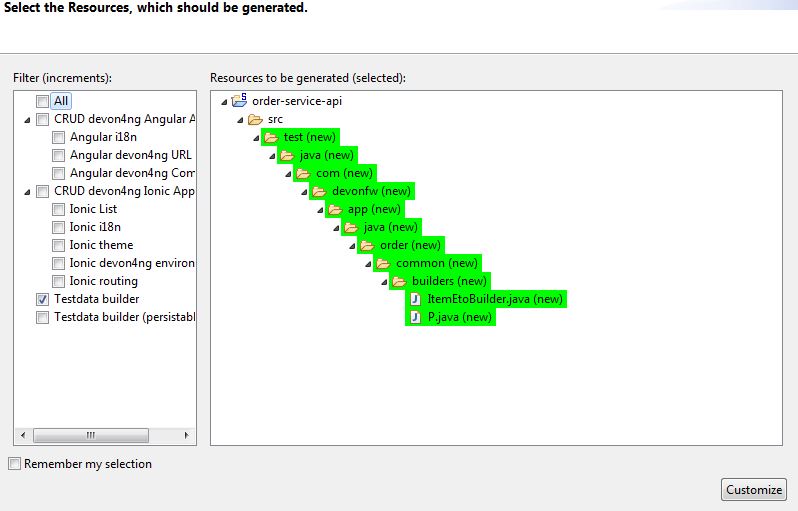 Select the Resources, which should be generated.
Filter (increments):
All
CRUD devon4ng Angular A
Angular i18n
Angular devon4ng URL
Angular devon4ng Com
CRUD devon4ng Ionic App
Ionic List
Ionic i18n
Ionic theme
Ionic devon4ng environ
Ionic routing
Testdata builder
Testdata builder (persistabl
Remember my selection
Resources to be generated (selected):
order-service-api
src
test (new)
java (new)
com (new)
devonfw (new)
app (new)
java (new)
order (new)
common (new)
builders (new)
ItemEtoBuilder.java (new)
P.java (new)
Customize